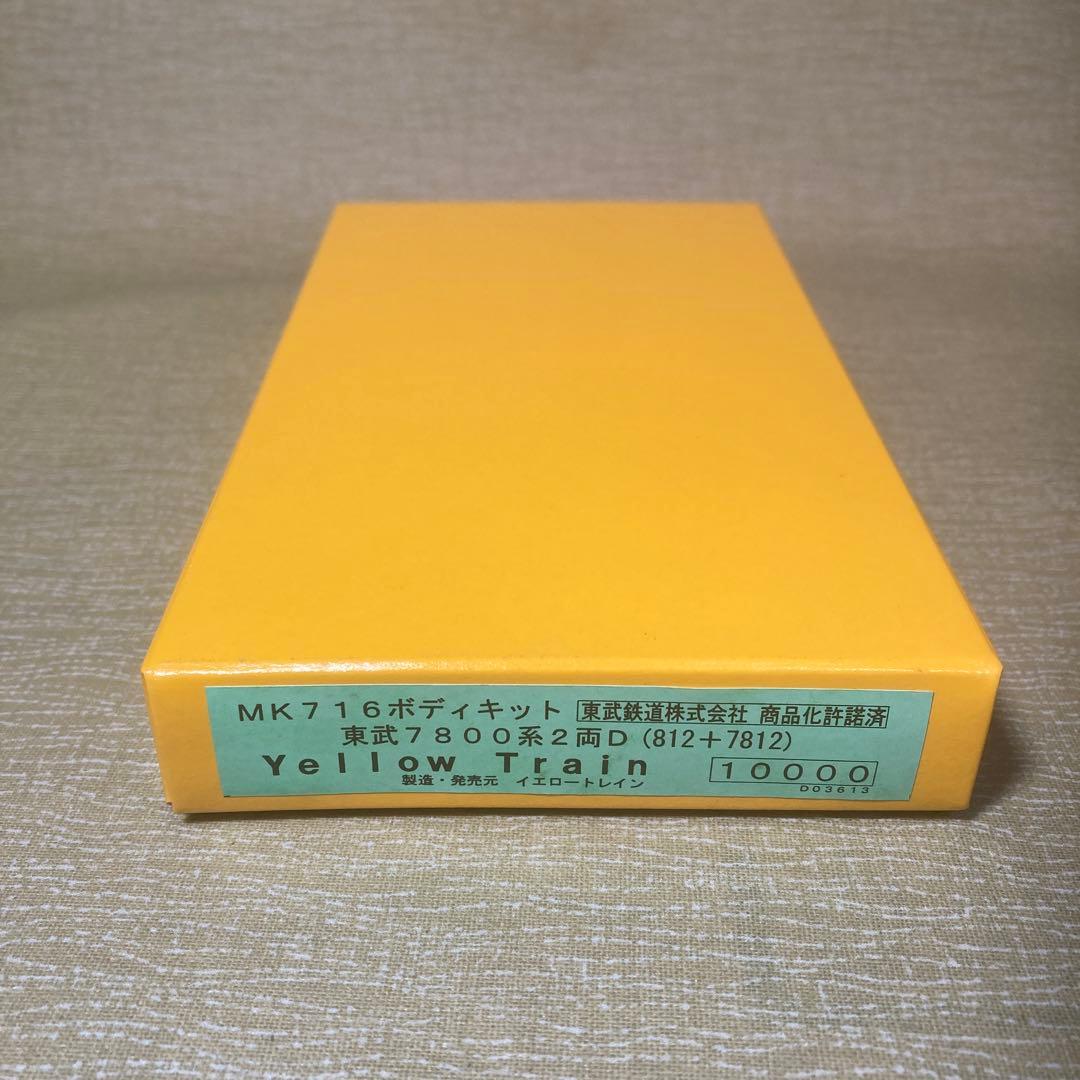 MK716ボディキット 東武鉄道株式会社 商品化許諾済
東武7800系2両D(812+7812)
Yellow Train 10000
製造・発売元 イエロートレイン D03613